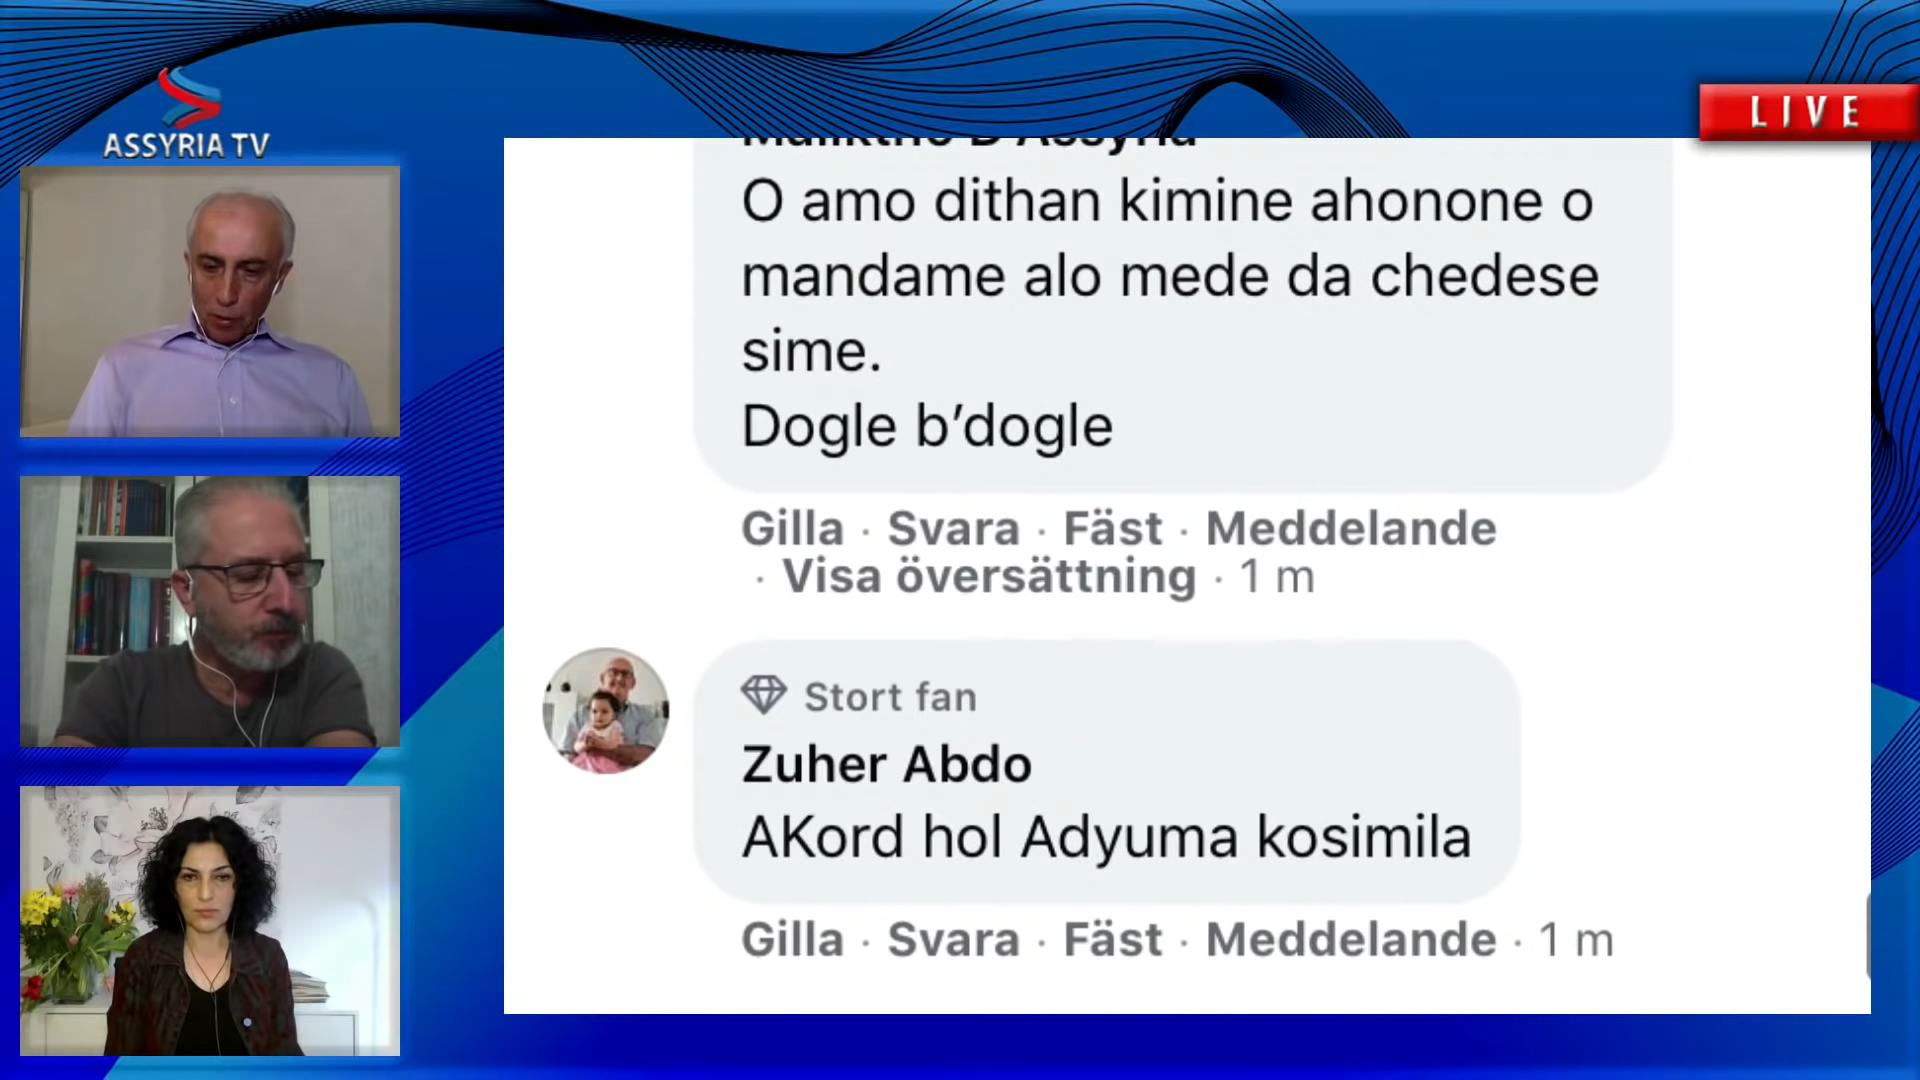 ASSYRIA TV
LIVE
D'Assyria
O amo dithan kimine ahonone o
mandame alo mede da chedese
sime.
Dogle b’dogle
Gilla · Svara · Fäst · Meddelande
· Visa översättning · 1 m
Stort fan
Zuher Abdo
AKord hol Adyuma kosimila
Gilla · Svara · Fäst · Meddelande · 1 m